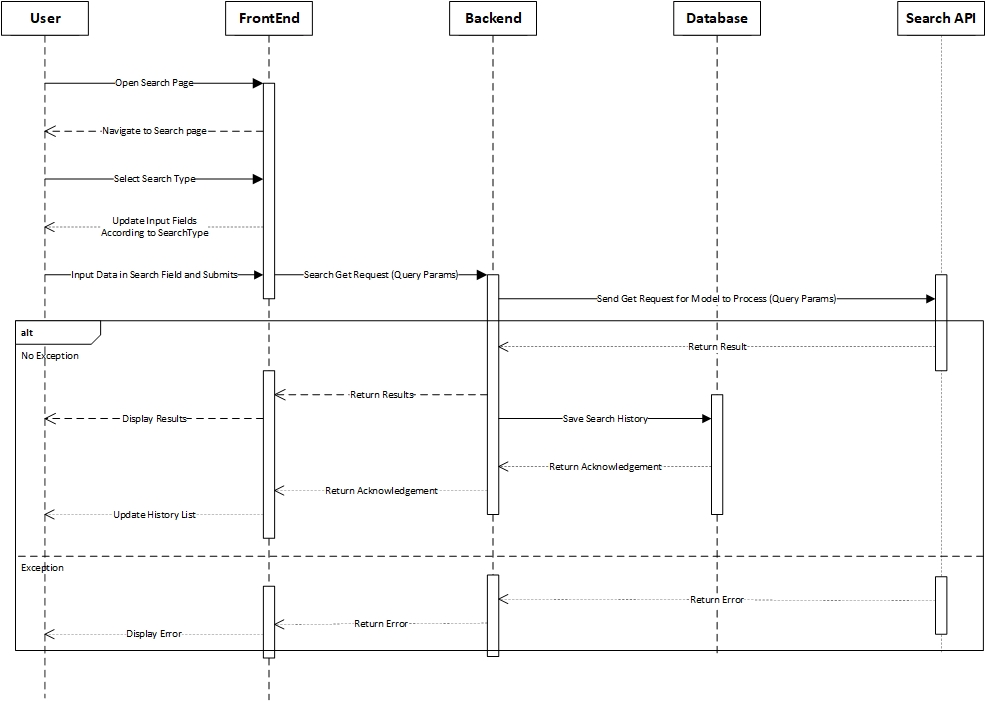 User
FrontEnd
Backend
Database
Search API
Open Search Page
Navigate to Search page
Select Search Type
Update Input Fields
According to SearchType
Input Data in Search Field and Submits
Search Get Request (Query Params)
Send Get Request for Model to Process (Query Params)
alt
No Exception
Return Result
Return Results
Display Results
Save Search History
Return Acknowledgement
Return Acknowledgement
Update History List
Exception
Return Error
Return Error
Display Error